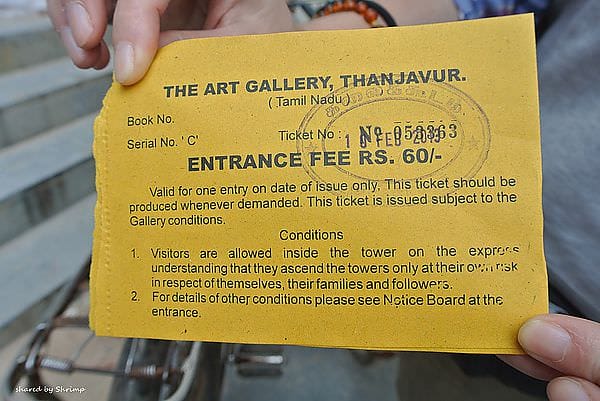 THE ART GALLERY, THANJAVUR.
( Tamil Nadu )
Book No.
Serial No. ' C'
Ticket No : No 053363
FEB 2013
ENTRANCE FEE RS. 60/-
Valid for one entry on date of issue only, This ticket should be
produced whenever demanded. This ticket is issued subject to the
Gallery conditions.
Conditions
1. Visitors are allowed inside the tower on the express
understanding that they ascend the towers only at their own risk
in respect of themselves, their families and followers.
2. For details of other conditions please see Notice Board at the
entrance.
shared by Shrimp